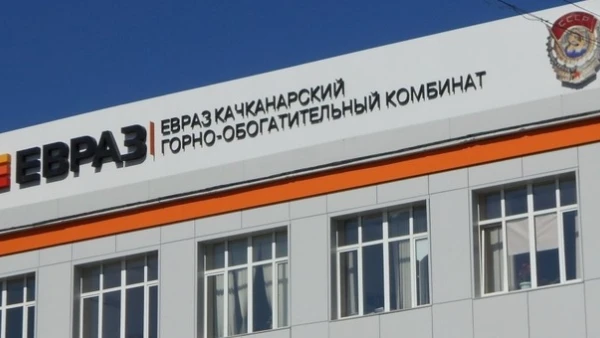 ЕВРАЗ
ЕВРАЗ КАЧКАНАРСКИЙ
ГОРНО-ОБОГАТИТЕЛЬНЫЙ КОМБИНАТ
СССР